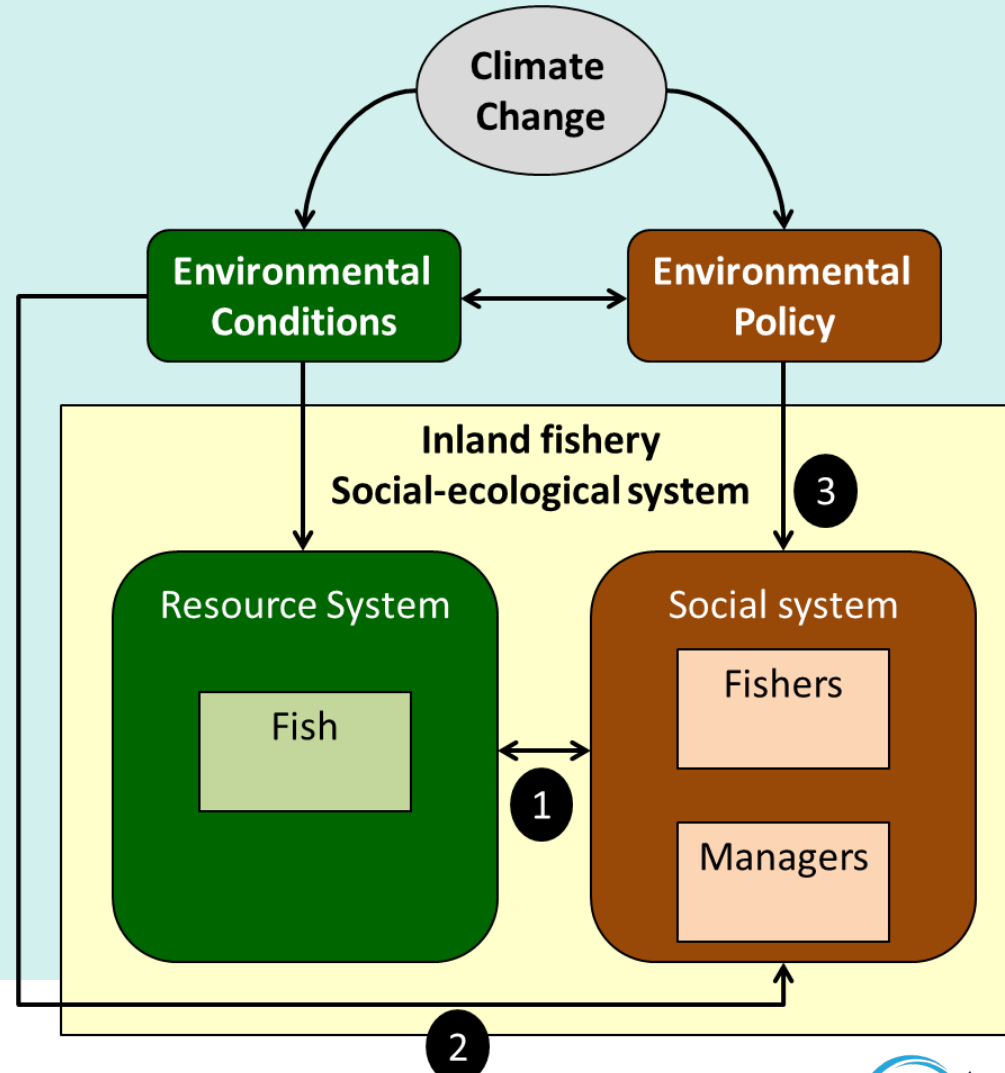 Climate
Change
Environmental
Conditions
Environmental
Policy
Inland fishery
Social-ecological system
3
Resource System
Social system
Fish
Fishers
1
Managers
2